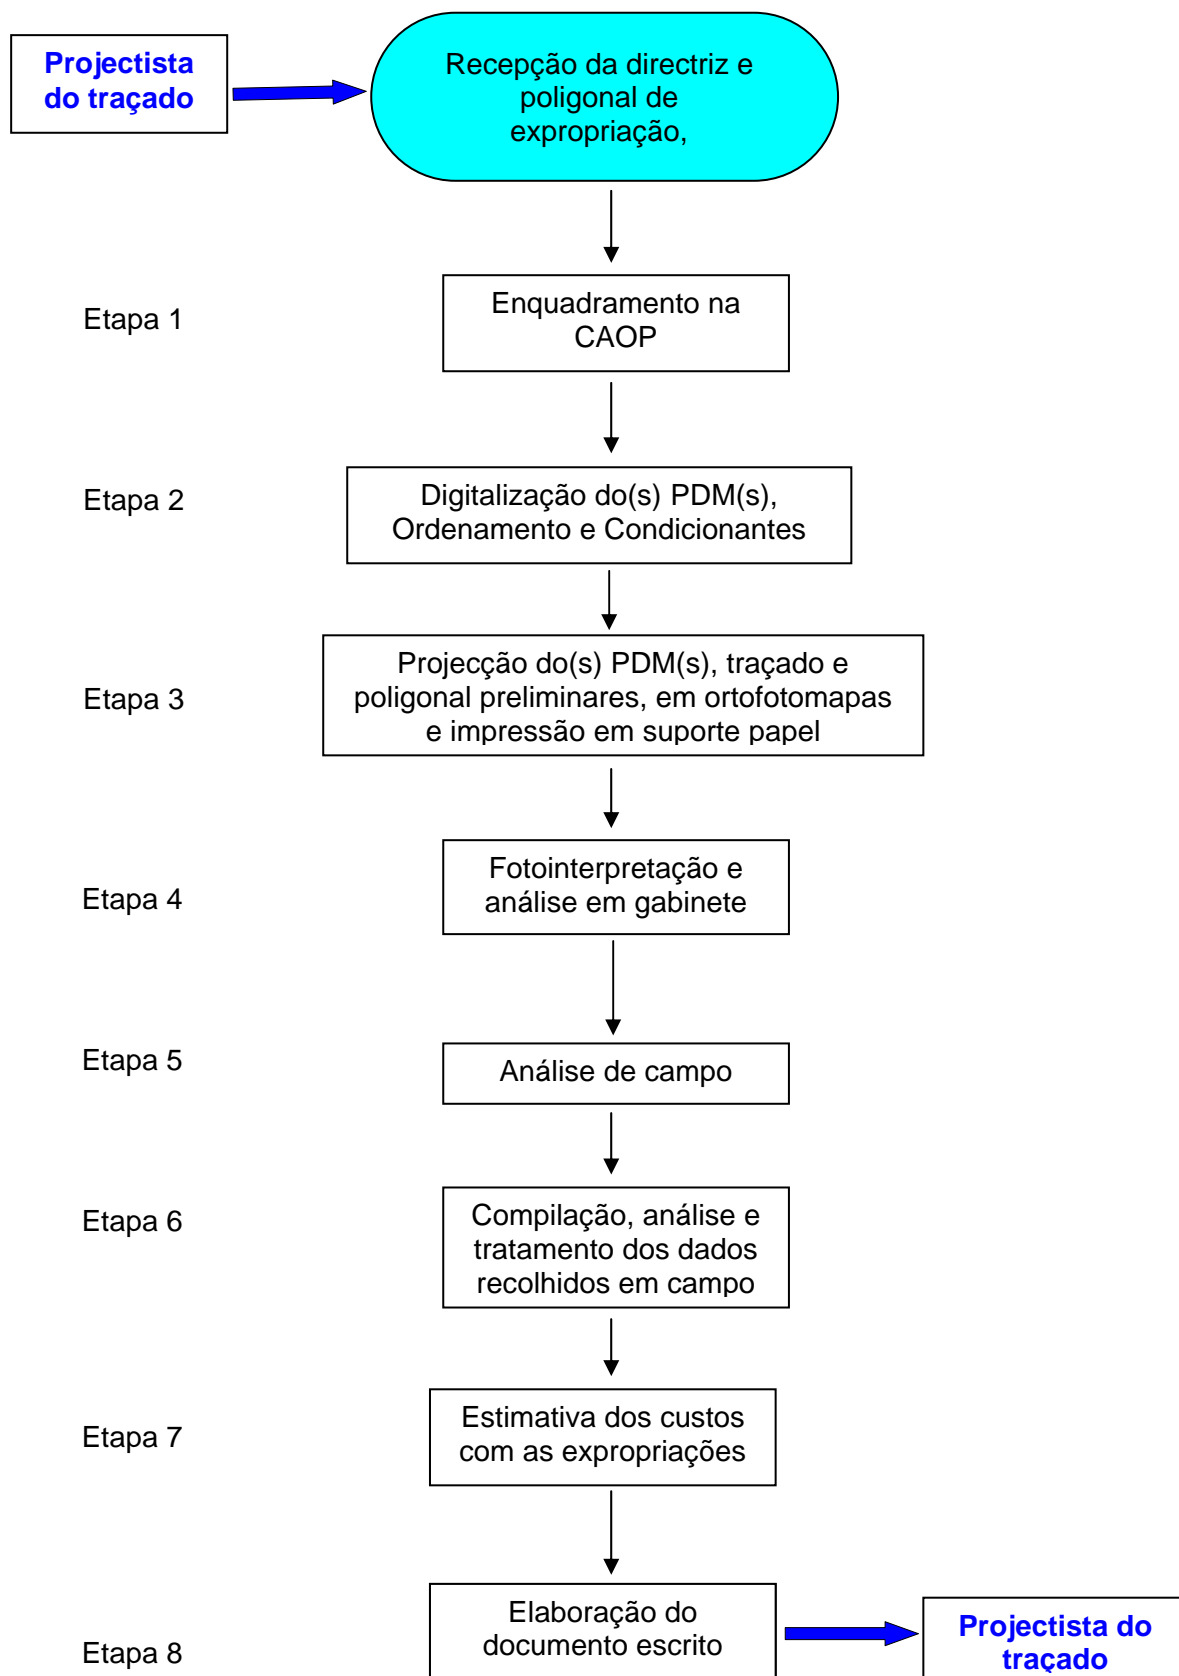 Projectista
do traçado
Recepção da directriz e
poligonal de
expropriação,
Etapa 1
Enquadramento na
CAOP
Etapa 2
Digitalização do(s) PDM(s),
Ordenamento e Condicionantes
Etapa 3
Projecção do(s) PDM(s), traçado e
poligonal preliminares, em ortofotomapas
e impressão em suporte papel
Etapa 4
Fotointerpretação e
análise em gabinete
Etapa 5
Análise de campo
Etapa 6
Compilação, análise e
tratamento dos dados
recolhidos em campo
Etapa 7
Estimativa dos custos
com as expropriações
Etapa 8
Elaboração do
documento escrito
Projectista do
traçado